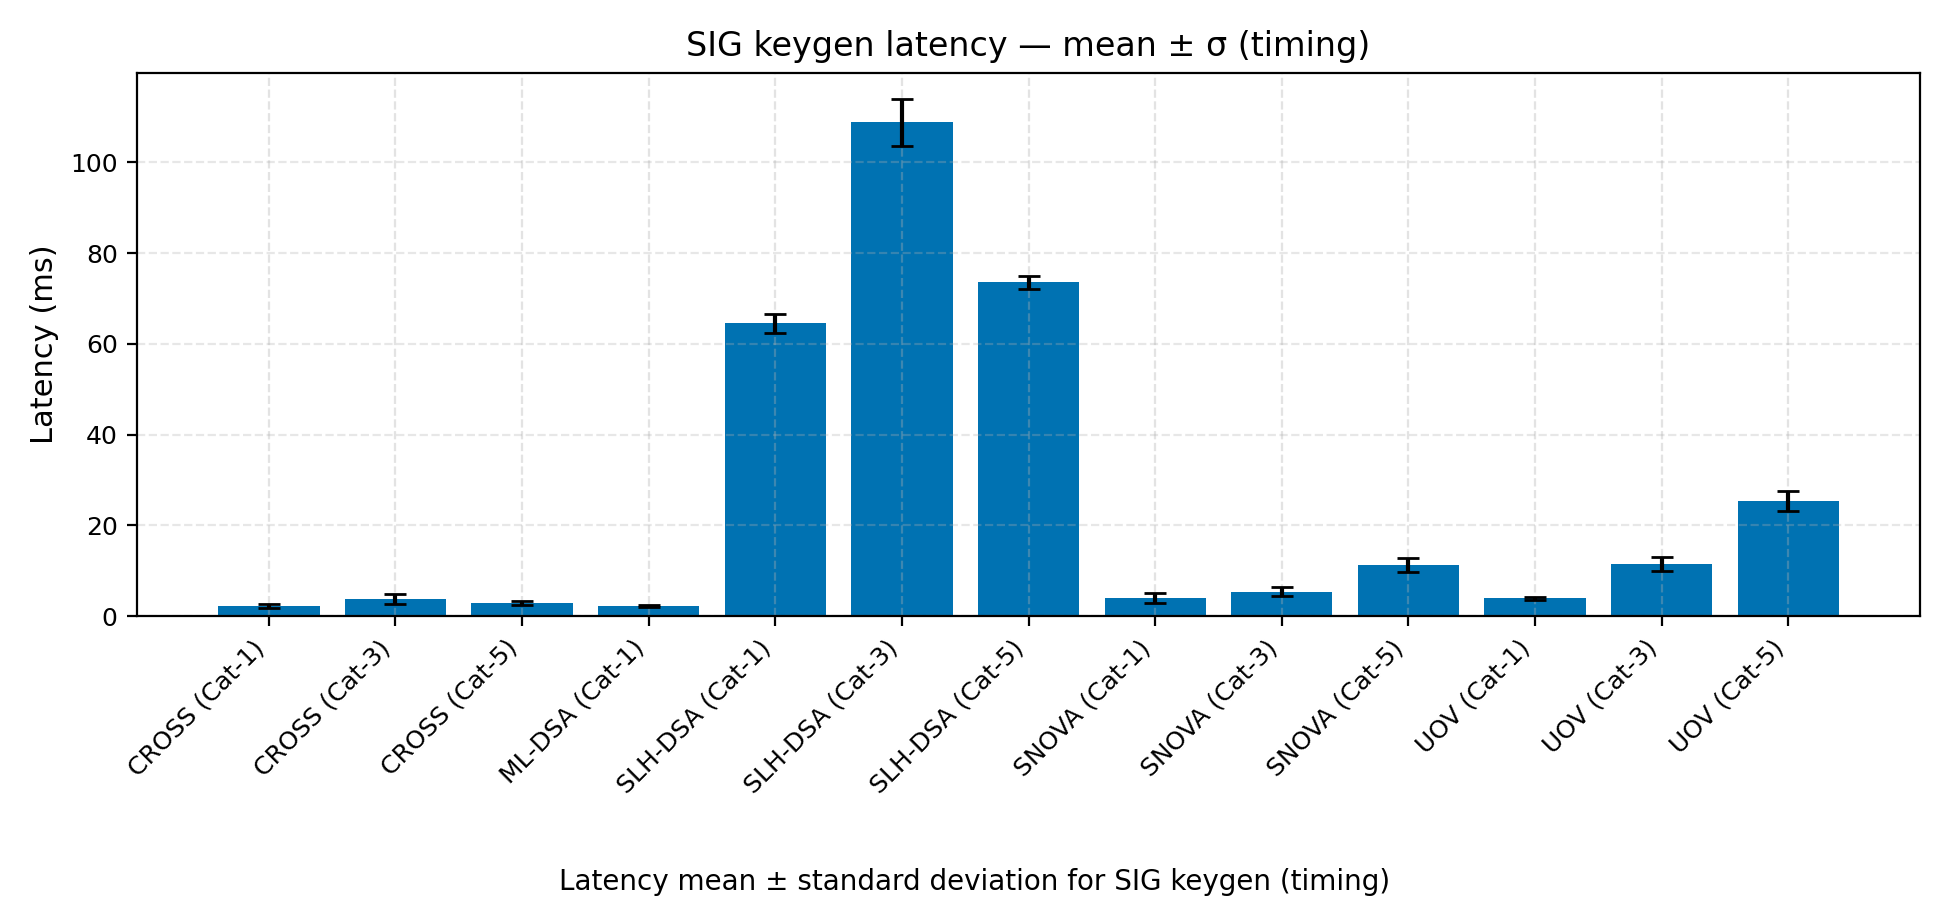 SIG keygen latency — mean ± σ (timing)
Latency (ms)
100
80
60
40
20
0
CROSS (Cat-1)
CROSS (Cat-3)
CROSS (Cat-5)
ML-DSA (Cat-1)
SLH-DSA (Cat-1)
SLH-DSA (Cat-3)
SLH-DSA (Cat-5)
SNOVA (Cat-1)
SNOVA (Cat-3)
SNOVA (Cat-5)
UOV (Cat-1)
UOV (Cat-3)
UOV (Cat-5)
Latency mean ± standard deviation for SIG keygen (timing)